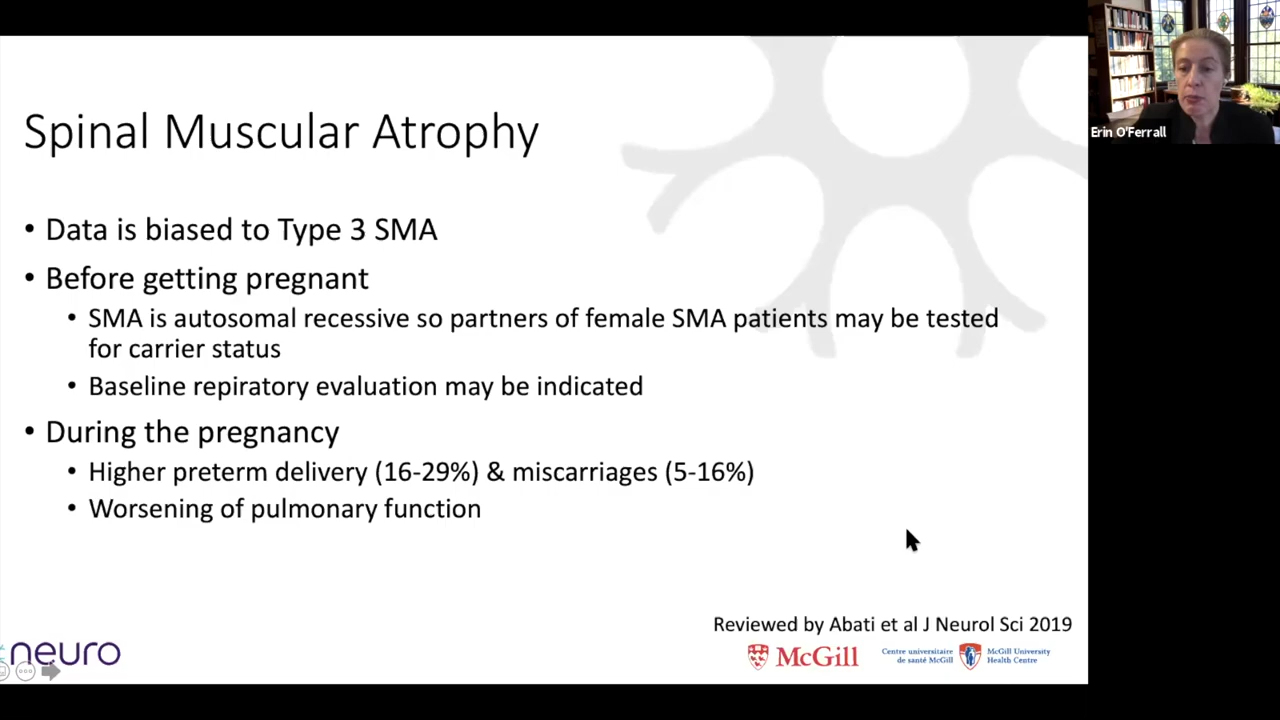 Spinal Muscular Atrophy
• Data is biased to Type 3 SMA
• Before getting pregnant
• SMA is autosomal recessive so partners of female SMA patients may be tested
for carrier status
• Baseline repiratory evaluation may be indicated
• During the pregnancy
• Higher preterm delivery (16-29%) & miscarriages (5-16%)
• Worsening of pulmonary function
Reviewed by Abati et al J Neurol Sci 2019
neuro
McGill
Centre universitaire
de santé McGill
McGill University
Health Centre
Erin O'Ferrall